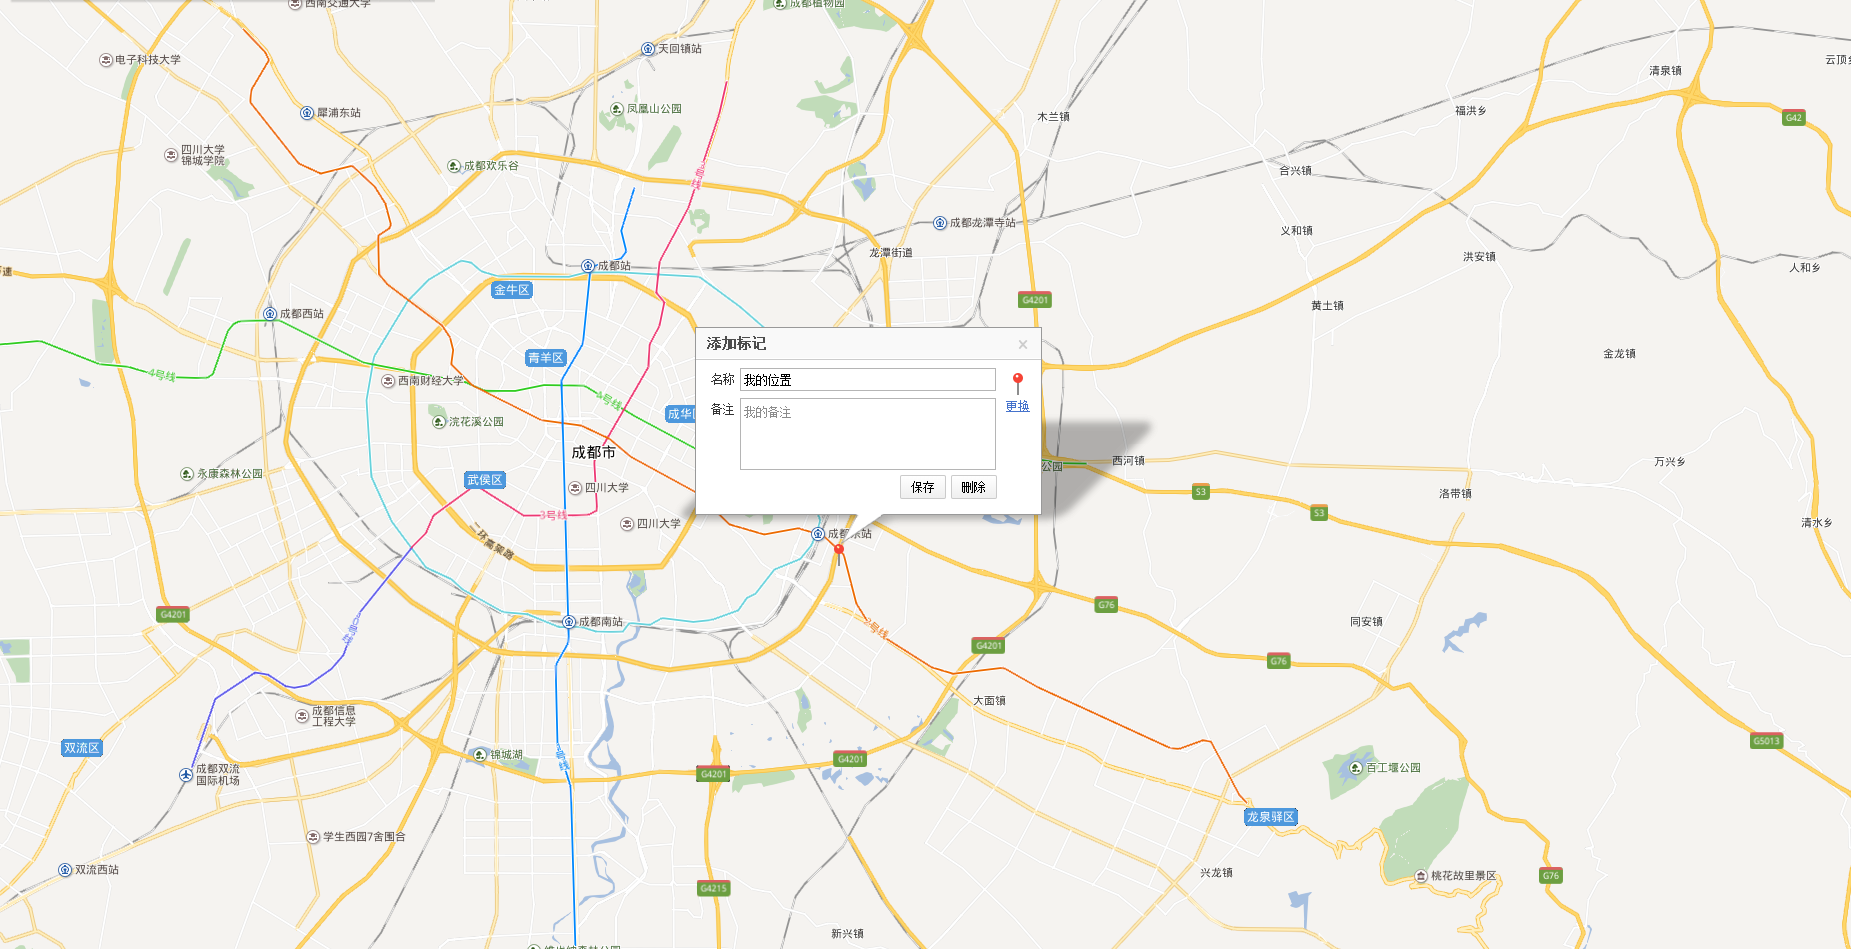 西南交通大学
成都植物园
天回镇站
电子科技大学
云顶乡
清泉镇
犀浦东站
凤凰山公园
木兰镇
福洪乡
G42
四川大学
锦城学院
成都欢乐谷
合兴镇
3号线
成都龙潭寺站
义和镇
龙潭街道
洪安镇
成都站
人和乡
金牛区
G4201
黄土镇
成都西站
添加标记
青羊区
金龙镇
4号线
西南财经大学
名称
我的位置
更换
备注
我的备注
4号线
成华区
浣花溪公园
成都市
西河镇
公园
万兴乡
永康森林公园
武侯区
四川大学
保存
删除
S3
洛带镇
S3
3号线
四川大学
清水乡
成都东站
二环高架路
G4201
G76
成都南站
2号线
同安镇
10号线
G4201
G76
大面镇
成都信息
工程大学
双流区
锦城湖
G5013
1号线
G4201
G4201
成都双流
国际机场
百工堰公园
龙泉驿区
学生西园7舍围合
双流西站
兴龙镇
桃花故里景区
G76
G4215
新兴镇